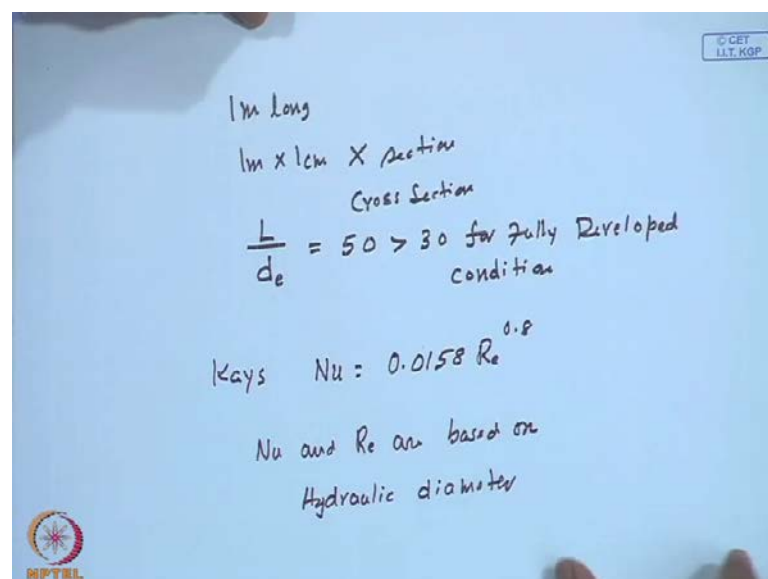 © CET
I.I.T. KGP
1m long
1m x 1cm X section
Cross Section
L
/
de
= 50 > 30 for Fully Developed
condition
Kays Nu = 0.0158 Re^0.8
Nu and Re are based on
Hydraulic diameter
NPTEL